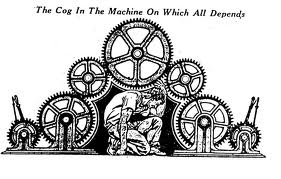 The Cog In The Machine On Which All Depends